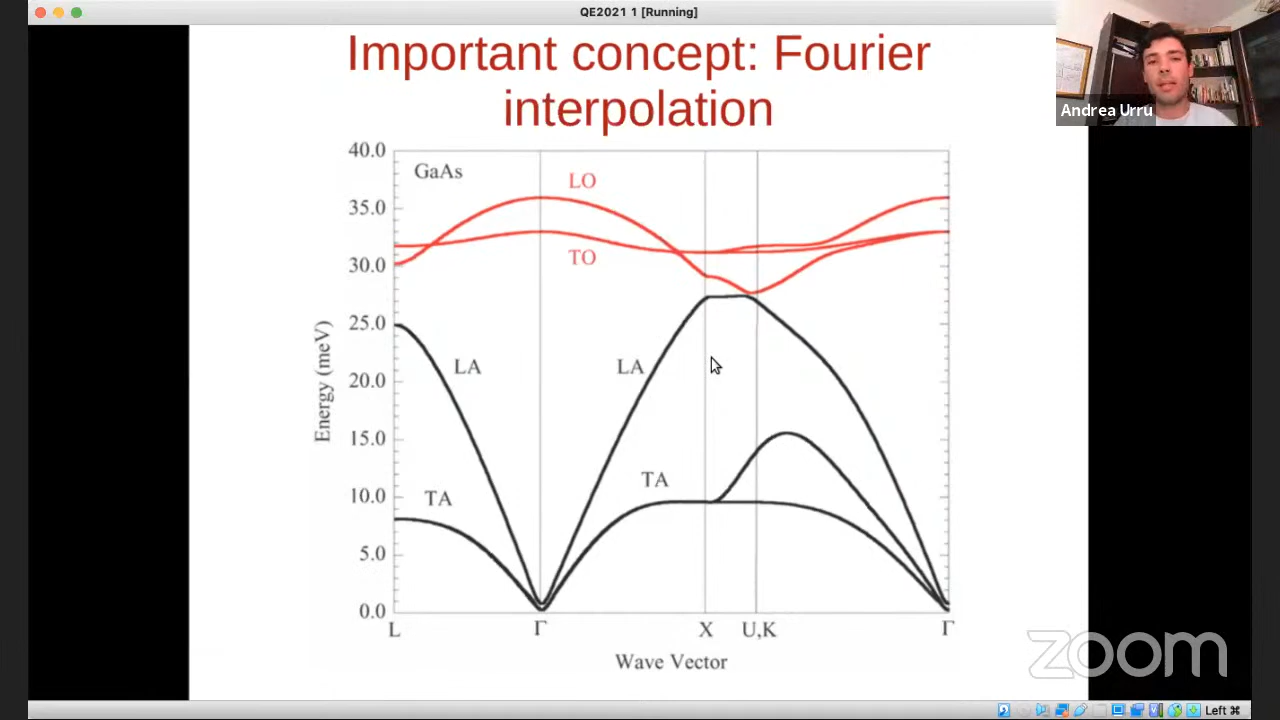 QE2021 1 [Running]
Important concept: Fourier
interpolation
Andrea Urru
40.0
GaAs
LO
35.0
TO
30.0
25.0
LA
LA
20.0
15.0
TA
TA
10.0
5.0
0.0
Energy (meV)
L
Γ
X
U,K
Γ
Wave Vector
zoom
Left ⌘